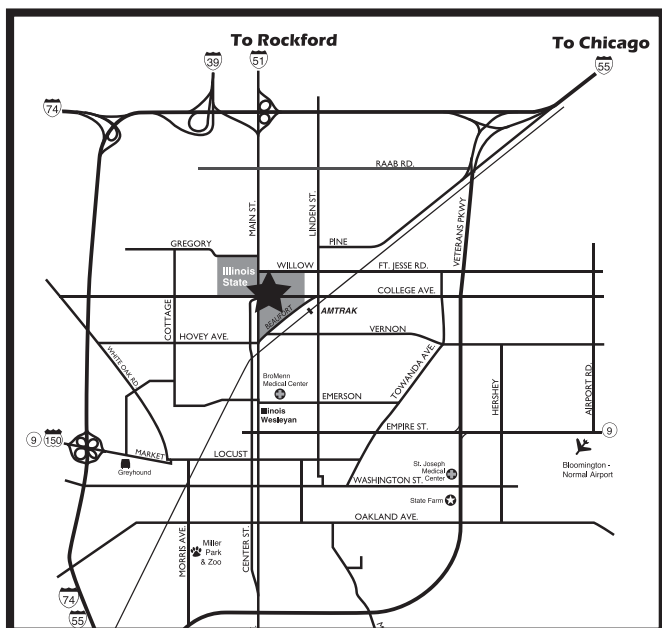 To Rockford
To Chicago
39
51
55
74
RAAB RD.
MAIN ST.
LINDEN ST.
VETERANS PKWY
PINE
GREGORY
WILLOW
FT. JESSE RD.
Illinois
State
COLLEGE AVE.
BEAUFORT
AMTRAK
COTTAGE
HOVEY AVE.
VERNON
WHITE OAK RD.
TOWANDA AVE.
BroMenn
Medical Center
EMERSON
HERSHEY
AIRPORT RD.
Illinois
Wesleyan
EMPIRE ST.
9
9
150
MARKET
LOCUST
Greyhound
St. Joseph
Medical
Center
Bloomington -
Normal Airport
WASHINGTON ST.
State Farm
OAKLAND AVE.
MORRIS AVE.
Miller
Park
& Zoo
CENTER ST.
74
55